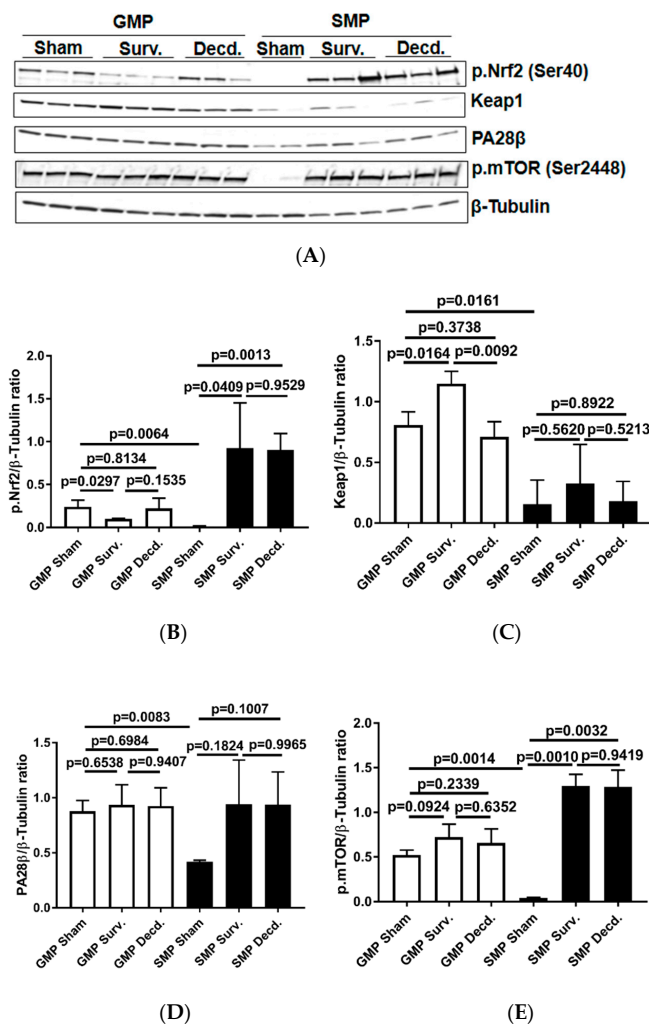 GMP SMP
Sham Surv. Decd. Sham Surv. Decd.
p.Nrf2 (Ser40)
Keap1
PA28β
p.mTOR (Ser2448)
β-Tubulin
(A)
p.Nrf2/β-Tubulin ratio
2.0
1.5
1.0
0.5
0.0
p=0.0013
p=0.0409 p=0.9529
p=0.0064
p=0.8134
p=0.0297 p=0.1535
GMP Sham
GMP Surv.
GMP Decd.
SMP Sham
SMP Surv.
SMP Decd.
(B)
Keap1/β-Tubulin ratio
1.5
1.0
0.5
0.0
p=0.0161
p=0.3738
p=0.0164 p=0.0092
p=0.8922
p=0.5620 p=0.5213
GMP Sham
GMP Surv.
GMP Decd.
SMP Sham
SMP Surv.
SMP Decd.
(C)
PA28β/β-Tubulin ratio
1.5
1.0
0.5
0.0
p=0.1007
p=0.0083
p=0.6984
p=0.1824 p=0.9965
p=0.6538 p=0.9407
GMP Sham
GMP Surv.
GMP Decd.
SMP Sham
SMP Surv.
SMP Decd.
(D)
p.mTOR/β-Tubulin ratio
2.0
1.5
1.0
0.5
0.0
p=0.0032
p=0.0014 p=0.0010 p=0.9419
p=0.2339
p=0.0924 p=0.6352
GMP Sham
GMP Surv.
GMP Decd.
SMP Sham
SMP Surv.
SMP Decd.
(E)